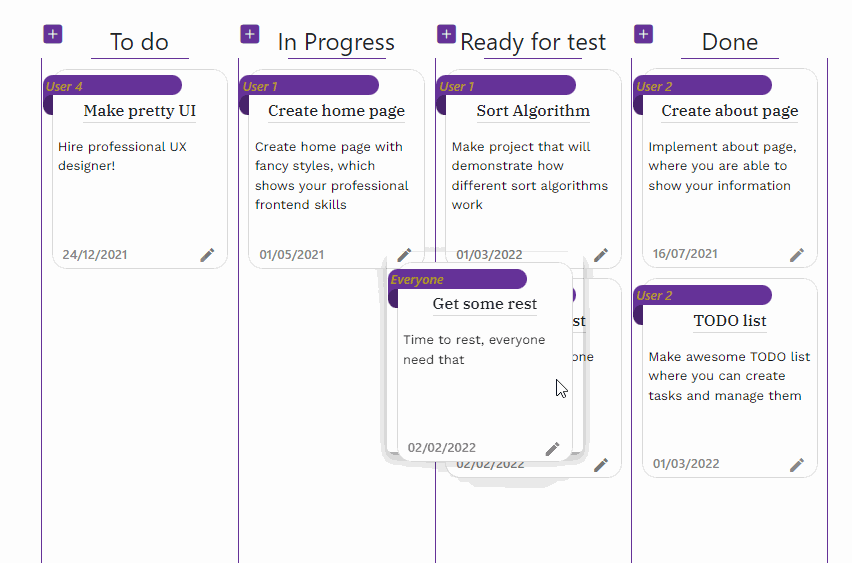 To do
User 4
Make pretty UI
Hire professional UX
designer!
24/12/2021
In Progress
User 1
Create home page
Create home page with
fancy styles, which
shows your professional
frontend skills
01/05/2021
Ready for test
User 1
Sort Algorithm
Make project that will
demonstrate how
different sort algorithms
work
01/03/2022
Everyone
Get some rest
Time to rest, everyone
need that
02/02/2022
st
one
02/02/2022
Done
User 2
Create about page
Implement about page,
where you are able to
show your information
16/07/2021
User 2
TODO list
Make awesome TODO list
where you can create
tasks and manage them
01/03/2022